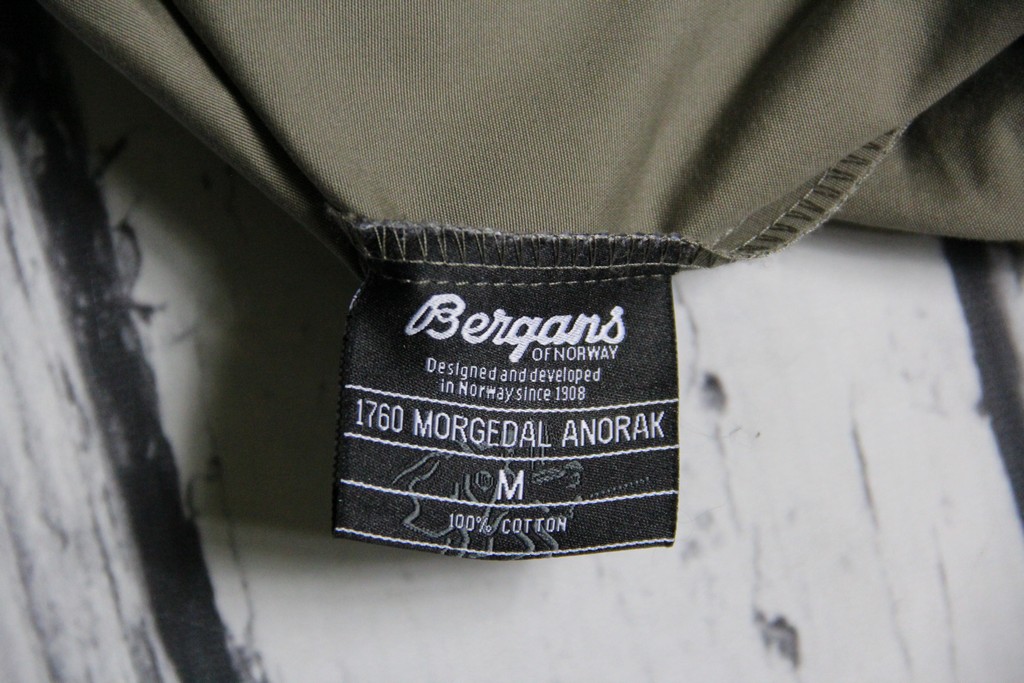 Bergans
OF NORWAY
Designed and developed
in Norway since 1908
1760 MORGEDAL ANORAK
M
100% COTTON